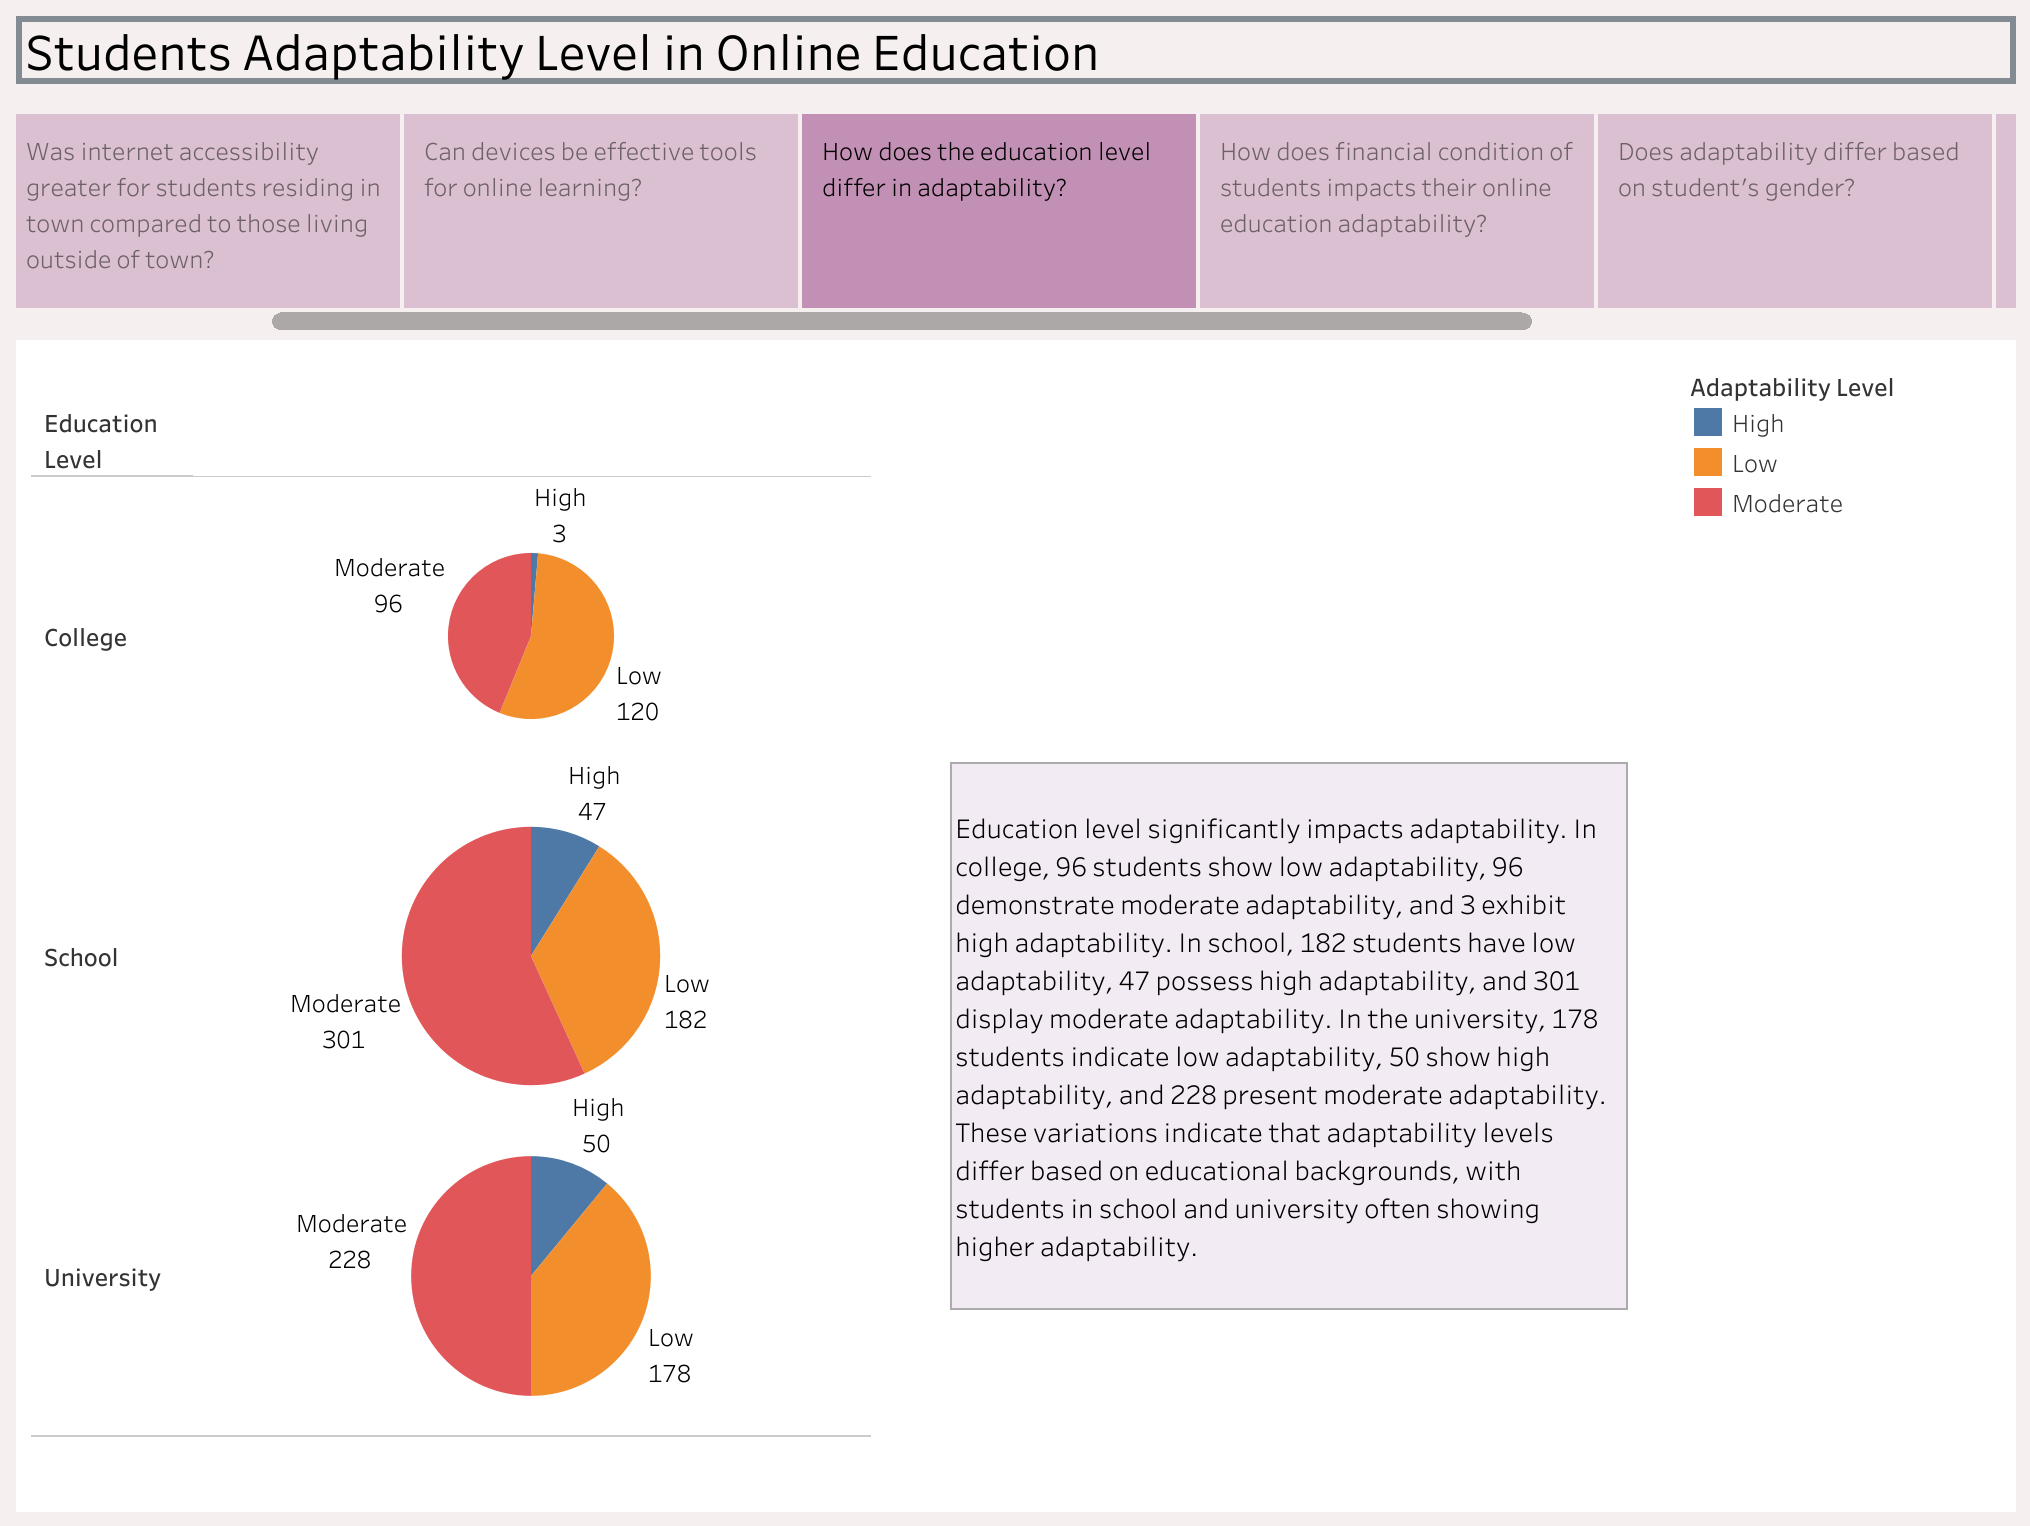 Students Adaptability Level in Online Education
Was internet accessibility
greater for students residing in
town compared to those living
outside of town?
Can devices be effective tools
for online learning?
How does the education level
differ in adaptability?
How does financial condition of
students impacts their online
education adaptability?
Does adaptability differ based
on student's gender?
Adaptability Level
High
Low
Moderate
Education
Level
College
High
3
Moderate
96
Low
120
School
High
47
Moderate
301
Low
182
University
High
50
Moderate
228
Low
178
Education level significantly impacts adaptability. In
college, 96 students show low adaptability, 96
demonstrate moderate adaptability, and 3 exhibit
high adaptability. In school, 182 students have low
adaptability, 47 possess high adaptability, and 301
display moderate adaptability. In the university, 178
students indicate low adaptability, 50 show high
adaptability, and 228 present moderate adaptability.
These variations indicate that adaptability levels
differ based on educational backgrounds, with
students in school and university often showing
higher adaptability.